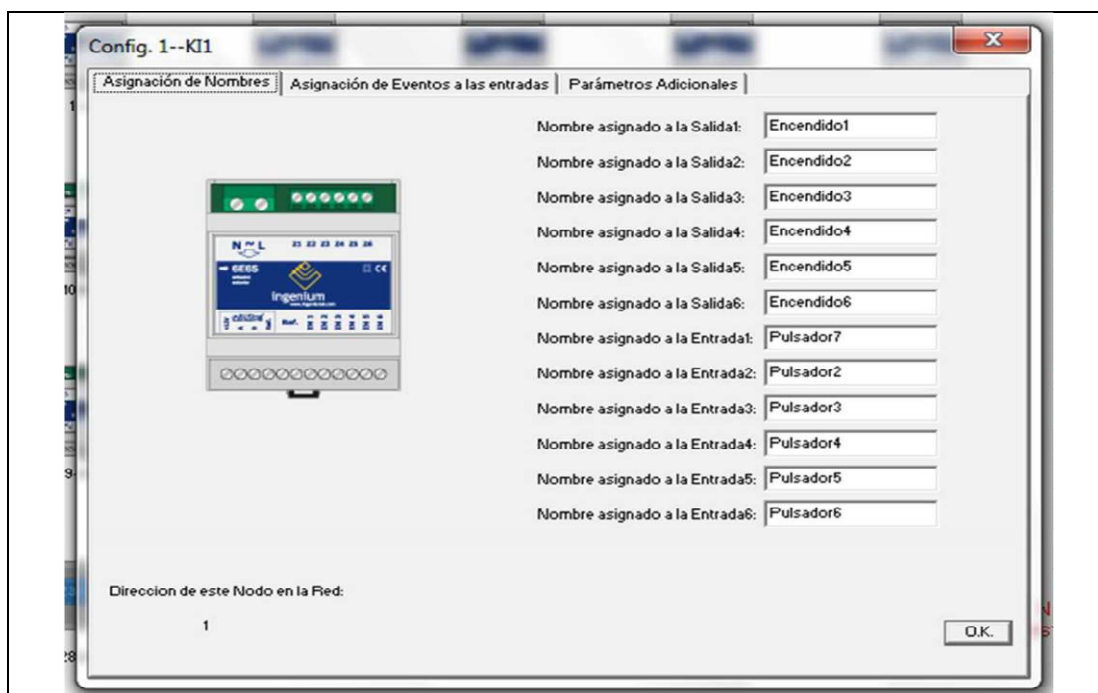 Config. 1--KI1
Asignación de Nombres
Asignación de Eventos a las entradas
Parámetros Adicionales
Nombre asignado a la Salida1: Encendido1
Nombre asignado a la Salida2: Encendido2
Nombre asignado a la Salida3: Encendido3
Nombre asignado a la Salida4: Encendido4
Nombre asignado a la Salida5: Encendido5
Nombre asignado a la Salida6: Encendido6
Nombre asignado a la Entrada1: Pulsador7
Nombre asignado a la Entrada2: Pulsador2
Nombre asignado a la Entrada3: Pulsador3
Nombre asignado a la Entrada4: Pulsador4
Nombre asignado a la Entrada5: Pulsador5
Nombre asignado a la Entrada6: Pulsador6
N ~ L
6E6S
ingenium
Ref.
Direccion de este Nodo en la Red:
1
O.K.